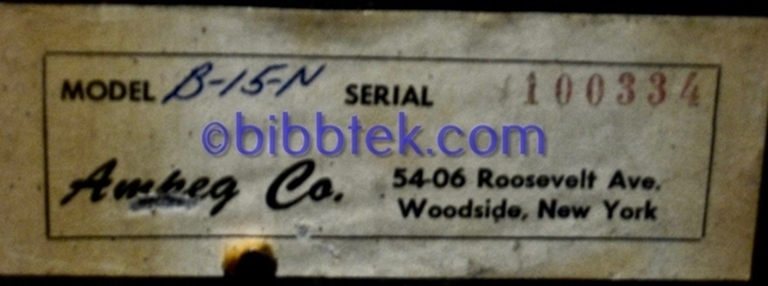 MODEL B-15-N SERIAL 100334
©bibbtek.com
Ampeg Co. 54-06 Roosevelt Ave.
Woodside, New York